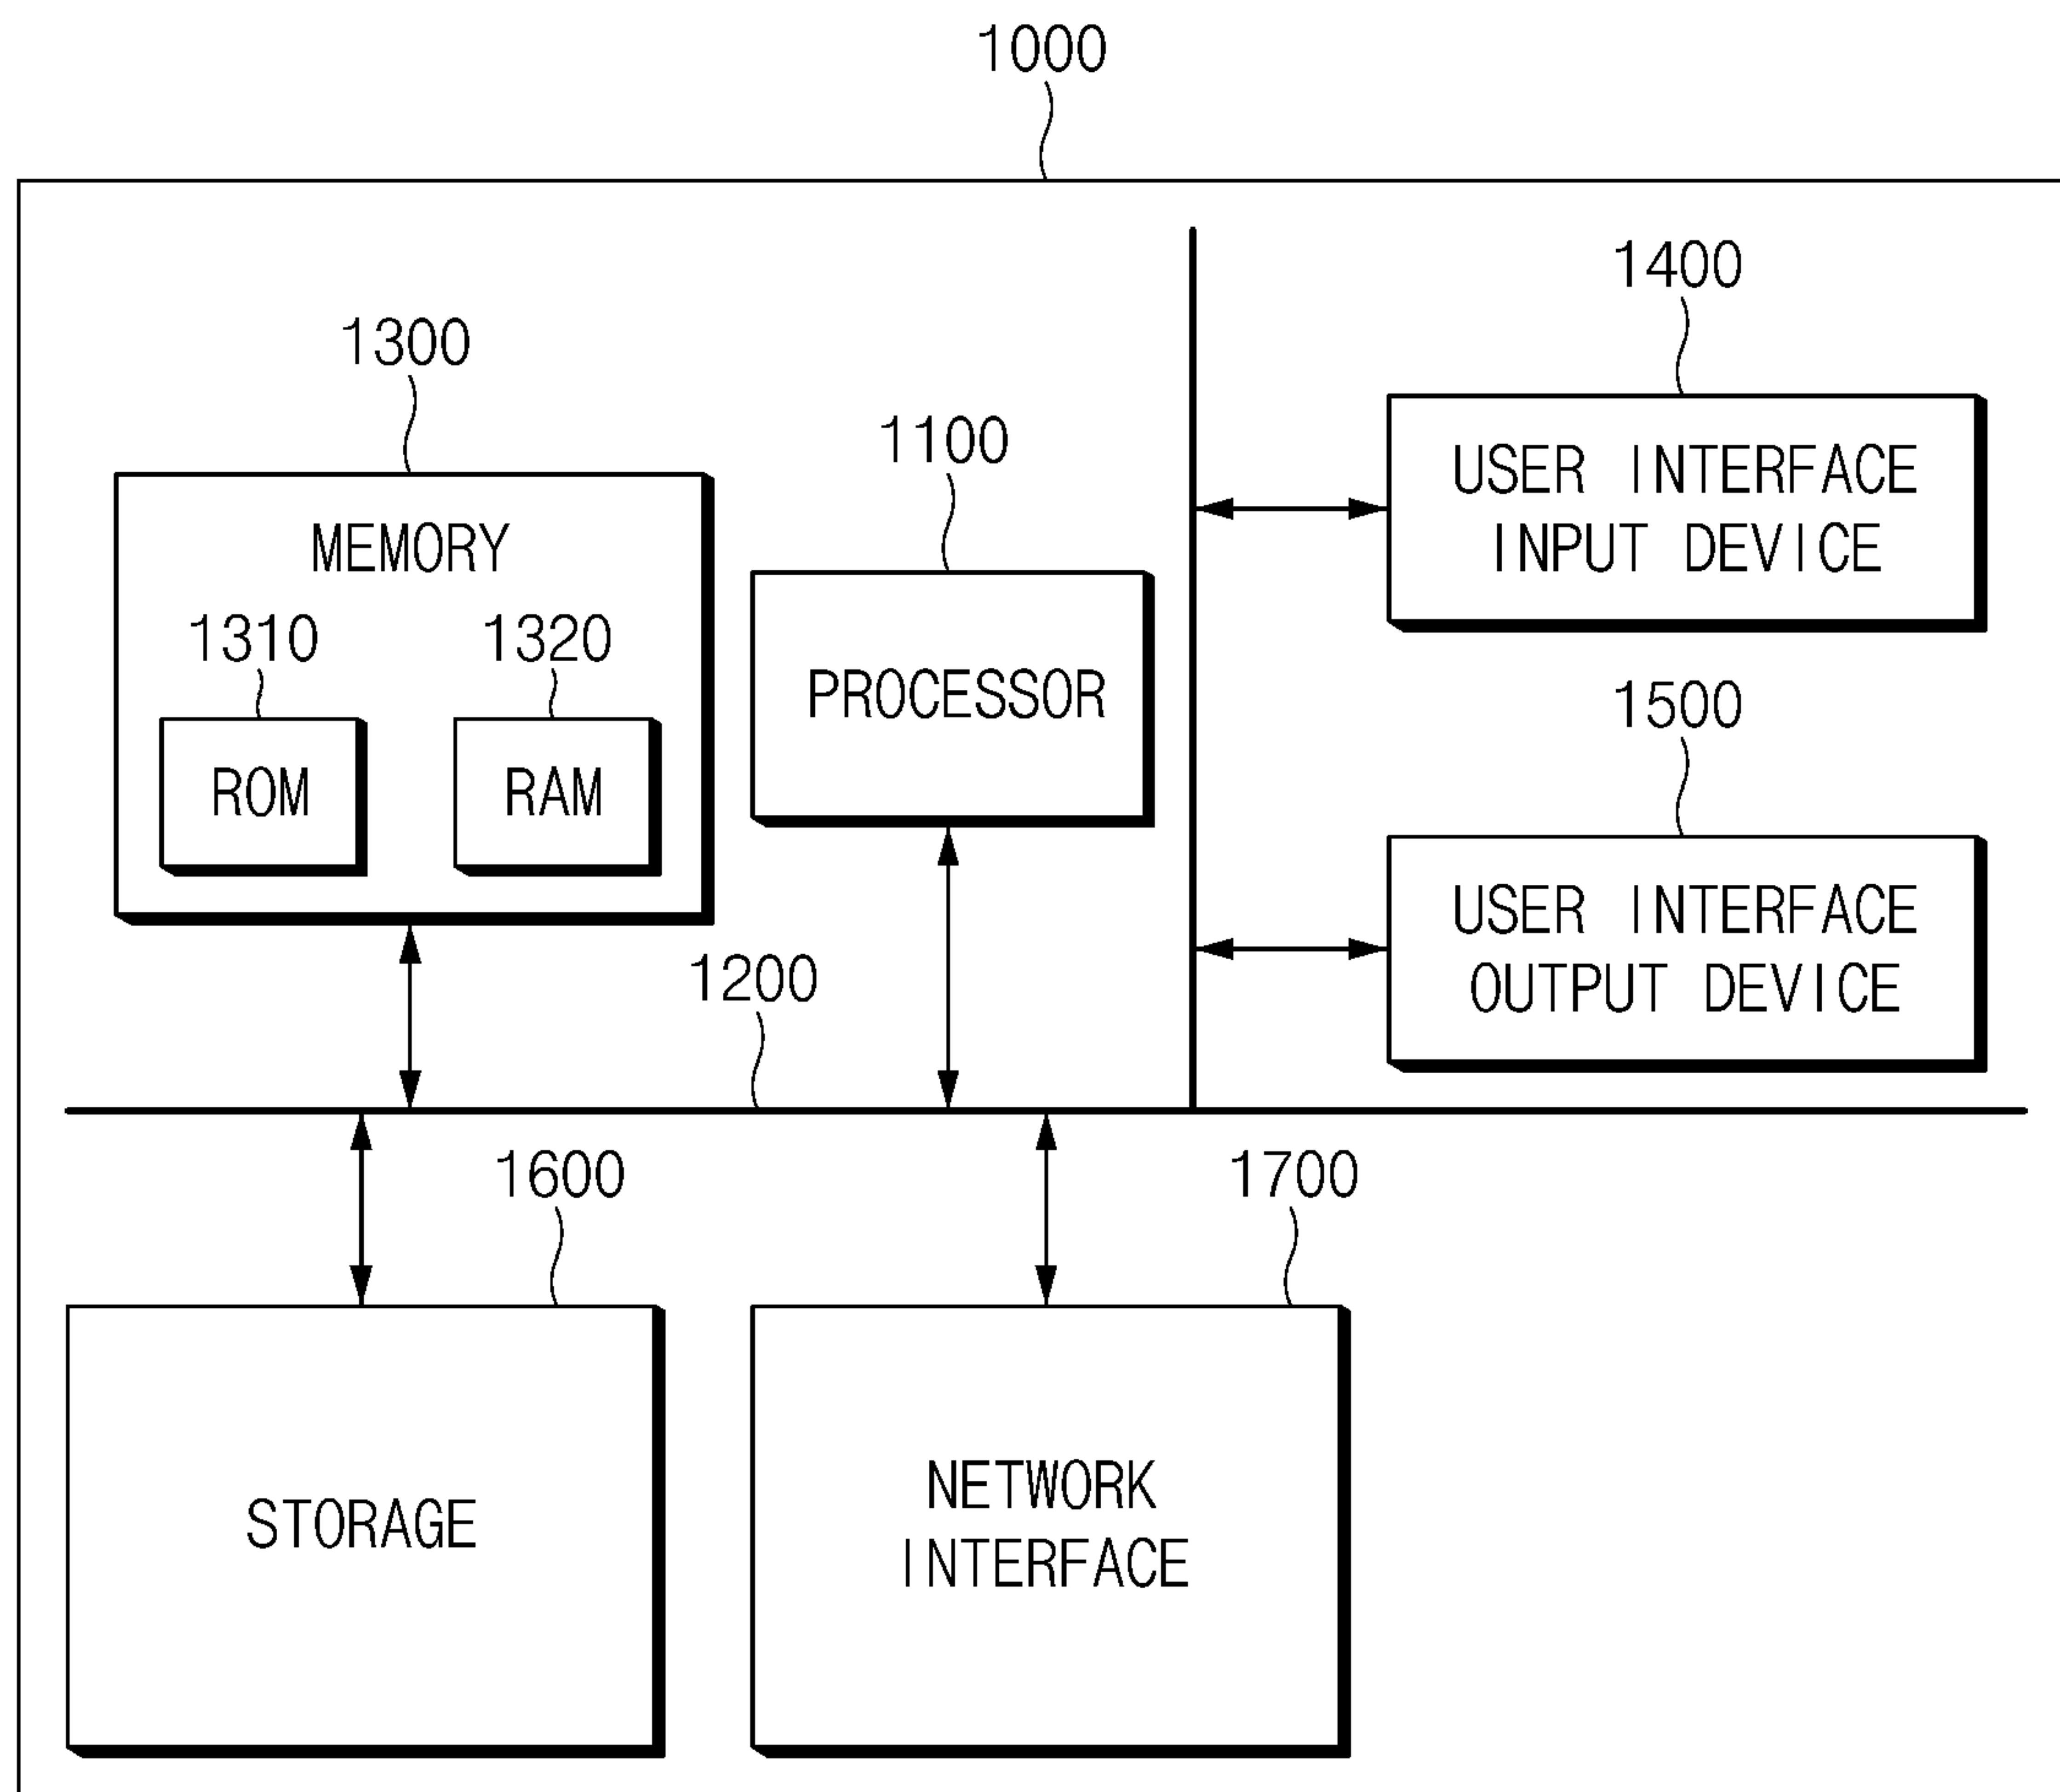 1000
1400
1300
1100
USER INTERFACE
INPUT DEVICE
MEMORY
1310
1320
PROCESSOR
ROM
RAM
1500
USER INTERFACE
OUTPUT DEVICE
1200
1600
1700
STORAGE
NETWORK
INTERFACE